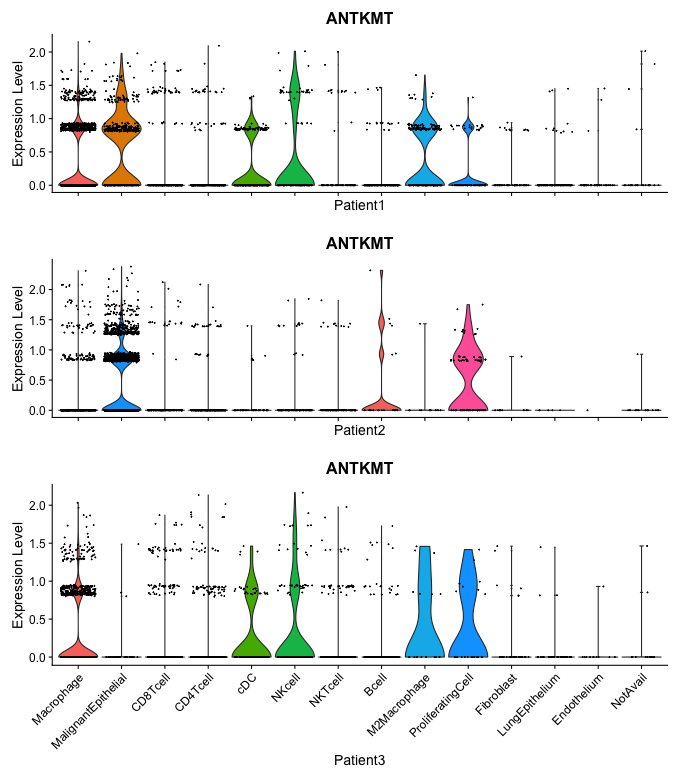 ANTKMT
Expression Level
2.0
1.5
1.0
0.5
0.0
Patient1
ANTKMT
Expression Level
2.0
1.5
1.0
0.5
0.0
Patient2
ANTKMT
Expression Level
2.0
1.5
1.0
0.5
0.0
Macrophage
MalignantEpithelial
CD8Tcell
CD4Tcell
cDC
NKcell
NKTcell
Bcell
M2Macrophage
ProliferatingCell
Fibroblast
LungEpithelium
Endothelium
NotAvail
Patient3